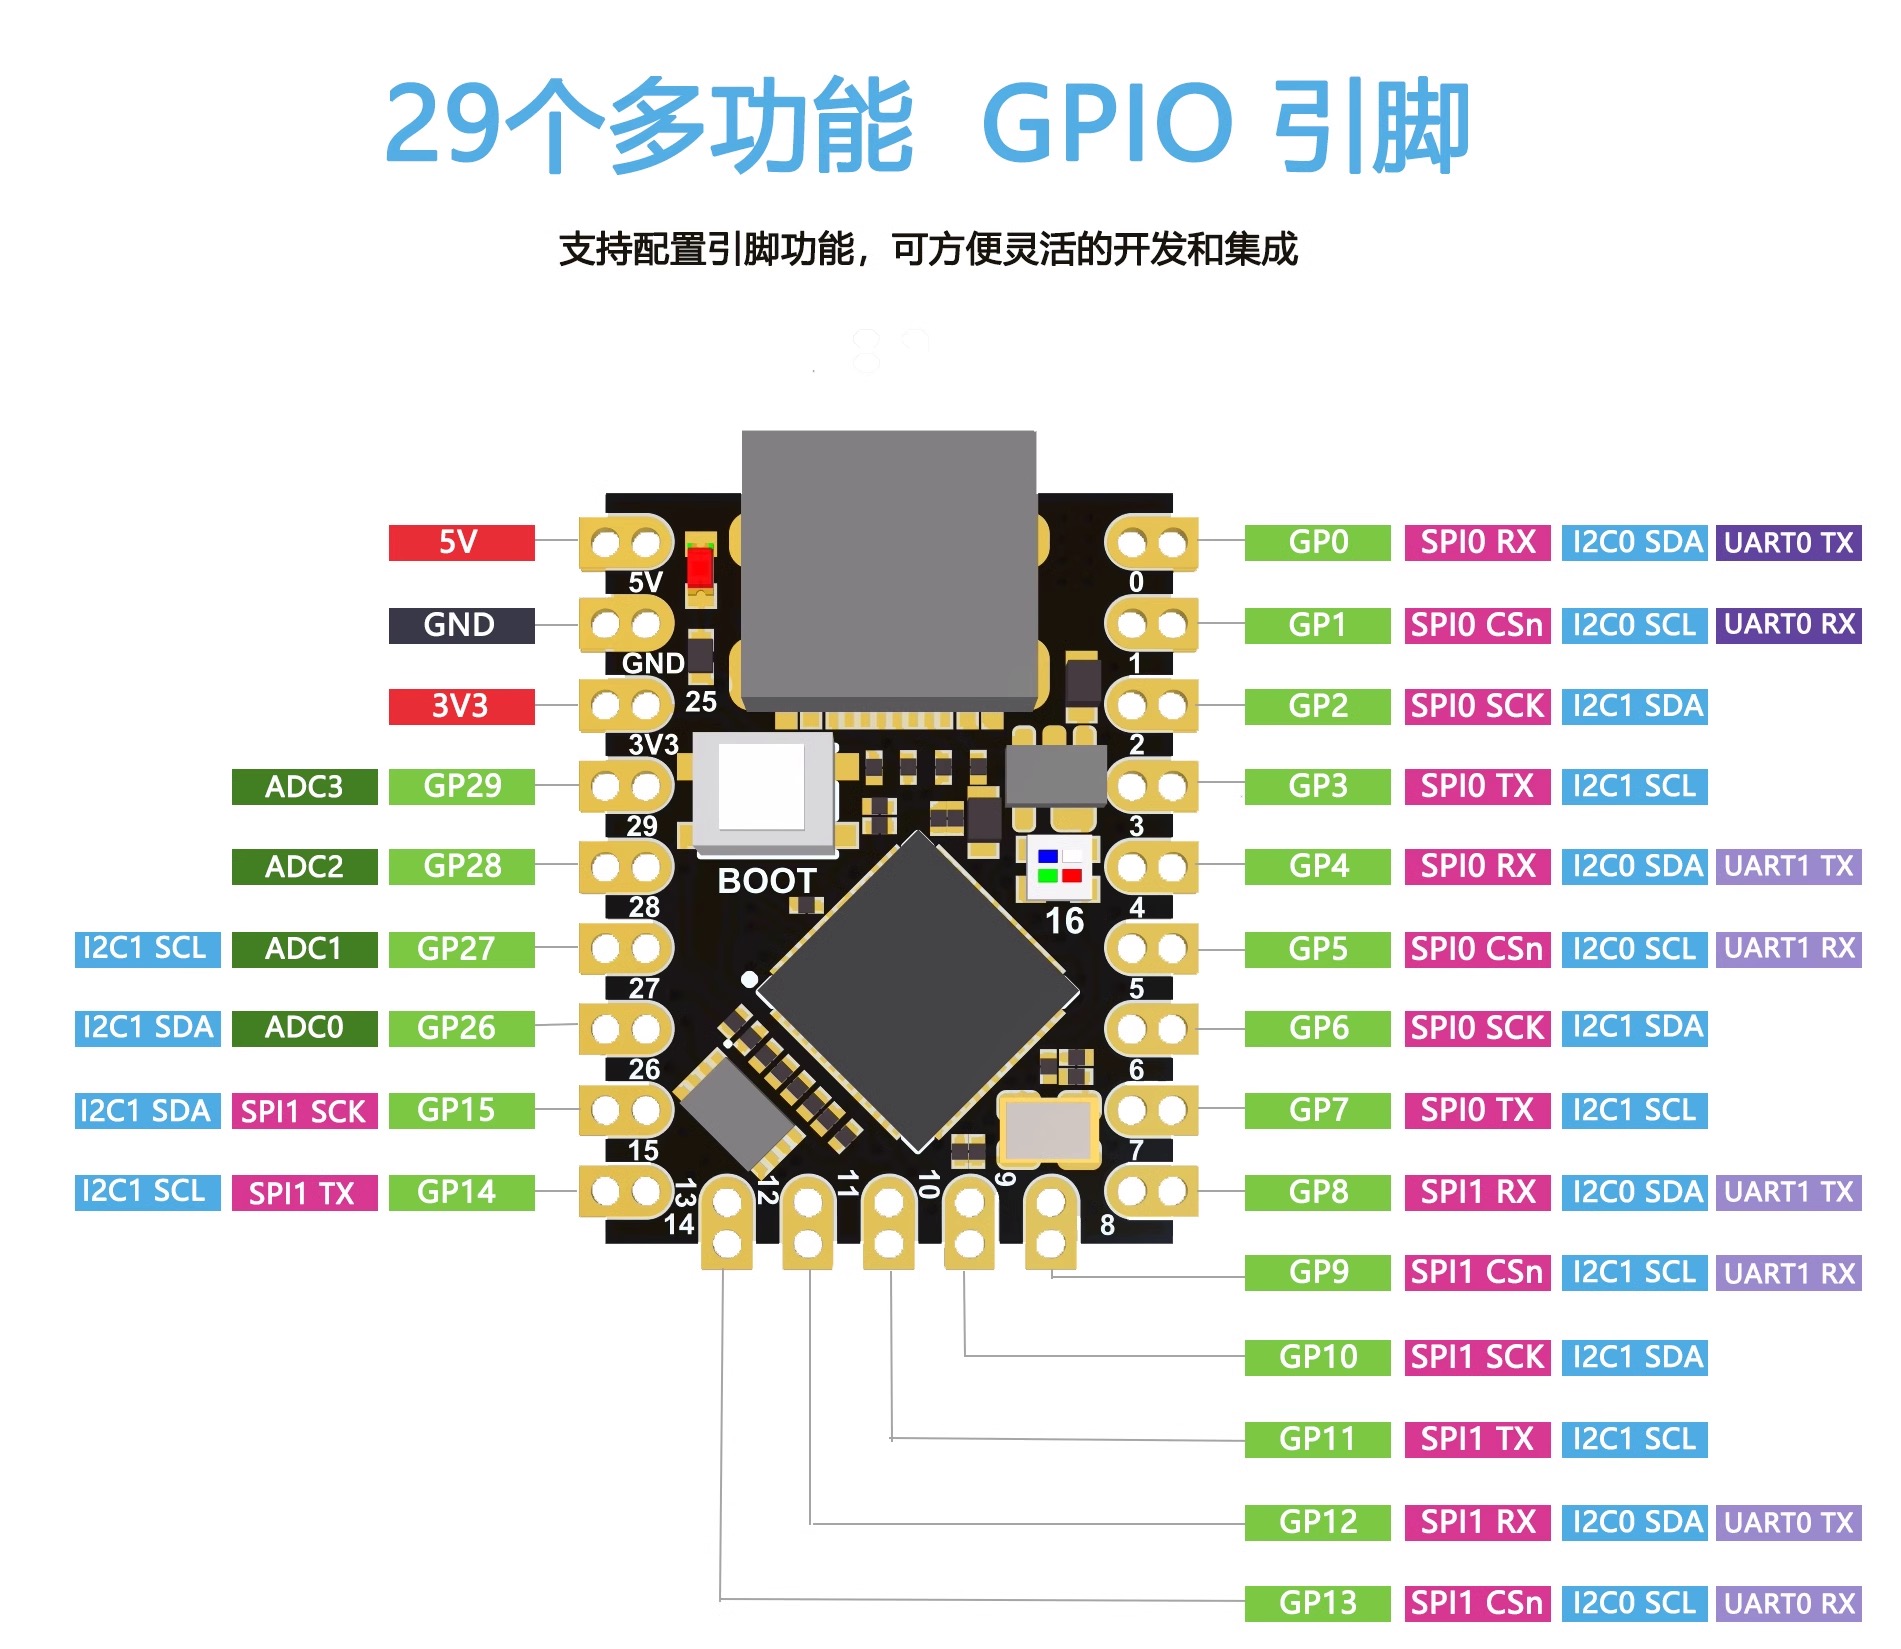 29个多功能 GPIO 引脚
支持配置引脚功能，可方便灵活的开发和集成
5V 5V 0 GP0 SPI0 RX I2C0 SDA UART0 TX
GND GND 1 GP1 SPI0 CSn I2C0 SCL UART0 RX
25
3V3 3V3 2 GP2 SPI0 SCK I2C1 SDA
ADC3 GP29 29 3 GP3 SPI0 TX I2C1 SCL
BOOT
ADC2 GP28 28 4 GP4 SPI0 RX I2C0 SDA UART1 TX
16
I2C1 SCL ADC1 GP27 27 5 GP5 SPI0 CSn I2C0 SCL UART1 RX
I2C1 SDA ADC0 GP26 26 6 GP6 SPI0 SCK I2C1 SDA
I2C1 SDA SPI1 SCK GP15 15 7 GP7 SPI0 TX I2C1 SCL
I2C1 SCL SPI1 TX GP14 14 13 12 11 10 9 8 GP8 SPI1 RX I2C0 SDA UART1 TX
GP9 SPI1 CSn I2C1 SCL UART1 RX
GP10 SPI1 SCK I2C1 SDA
GP11 SPI1 TX I2C1 SCL
GP12 SPI1 RX I2C0 SDA UART0 TX
GP13 SPI1 CSn I2C0 SCL UART0 RX